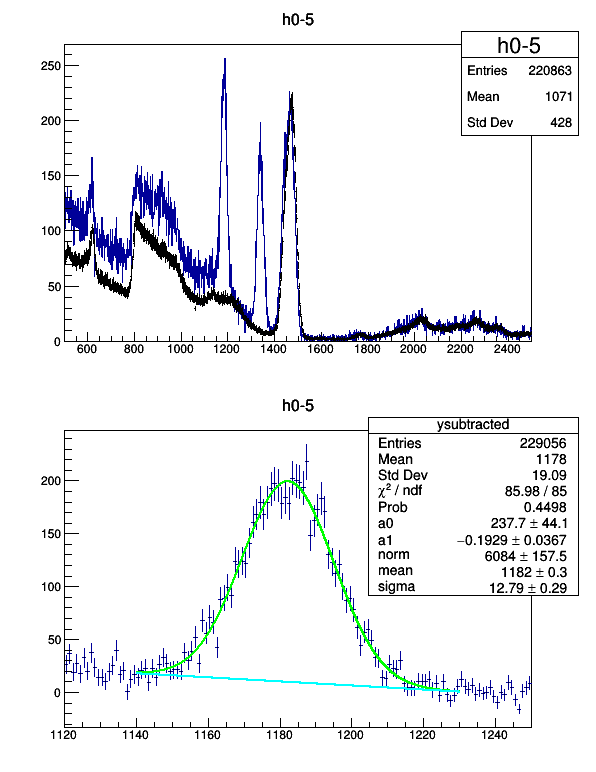 h0-5
h0-5
Entries 220863
Mean 1071
Std Dev 428
250
200
150
100
50
0
600 800 1000 1200 1400 1600 1800 2000 2200 2400
h0-5
ysubtracted
Entries 229056
Mean 1178
Std Dev 19.09
χ² / ndf 85.98 / 85
Prob 0.4498
a0 237.7 ± 44.1
a1 −0.1929 ± 0.0367
norm 6084 ± 157.5
mean 1182 ± 0.3
sigma 12.79 ± 0.29
200
150
100
50
0
1120 1140 1160 1180 1200 1220 1240